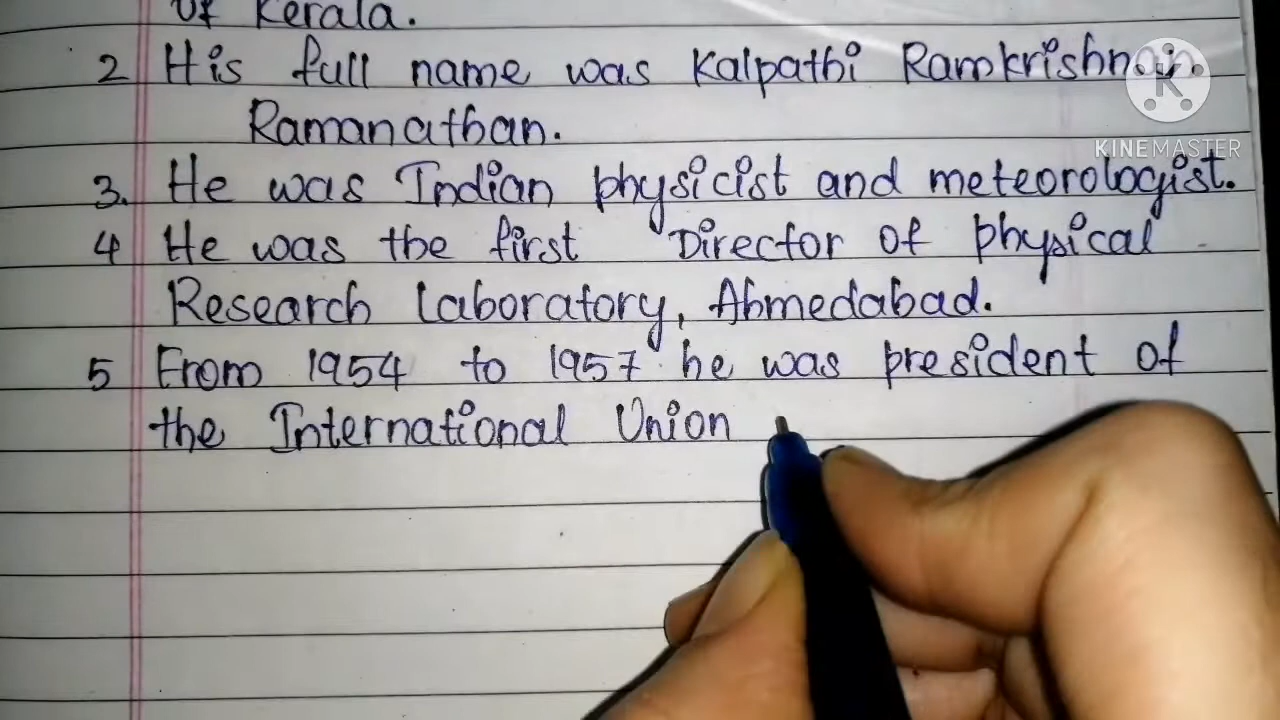 of Kerala.
2 His full name was Kalpathi Ramkrishnan.
Ramanathan.
KINEMASTER
3. He was Indian physicist and meteorologist.
4 He was the first Director of physical
Research Laboratory, Ahmedabad.
5 From 1954 to 1957 he was president of
the International Union